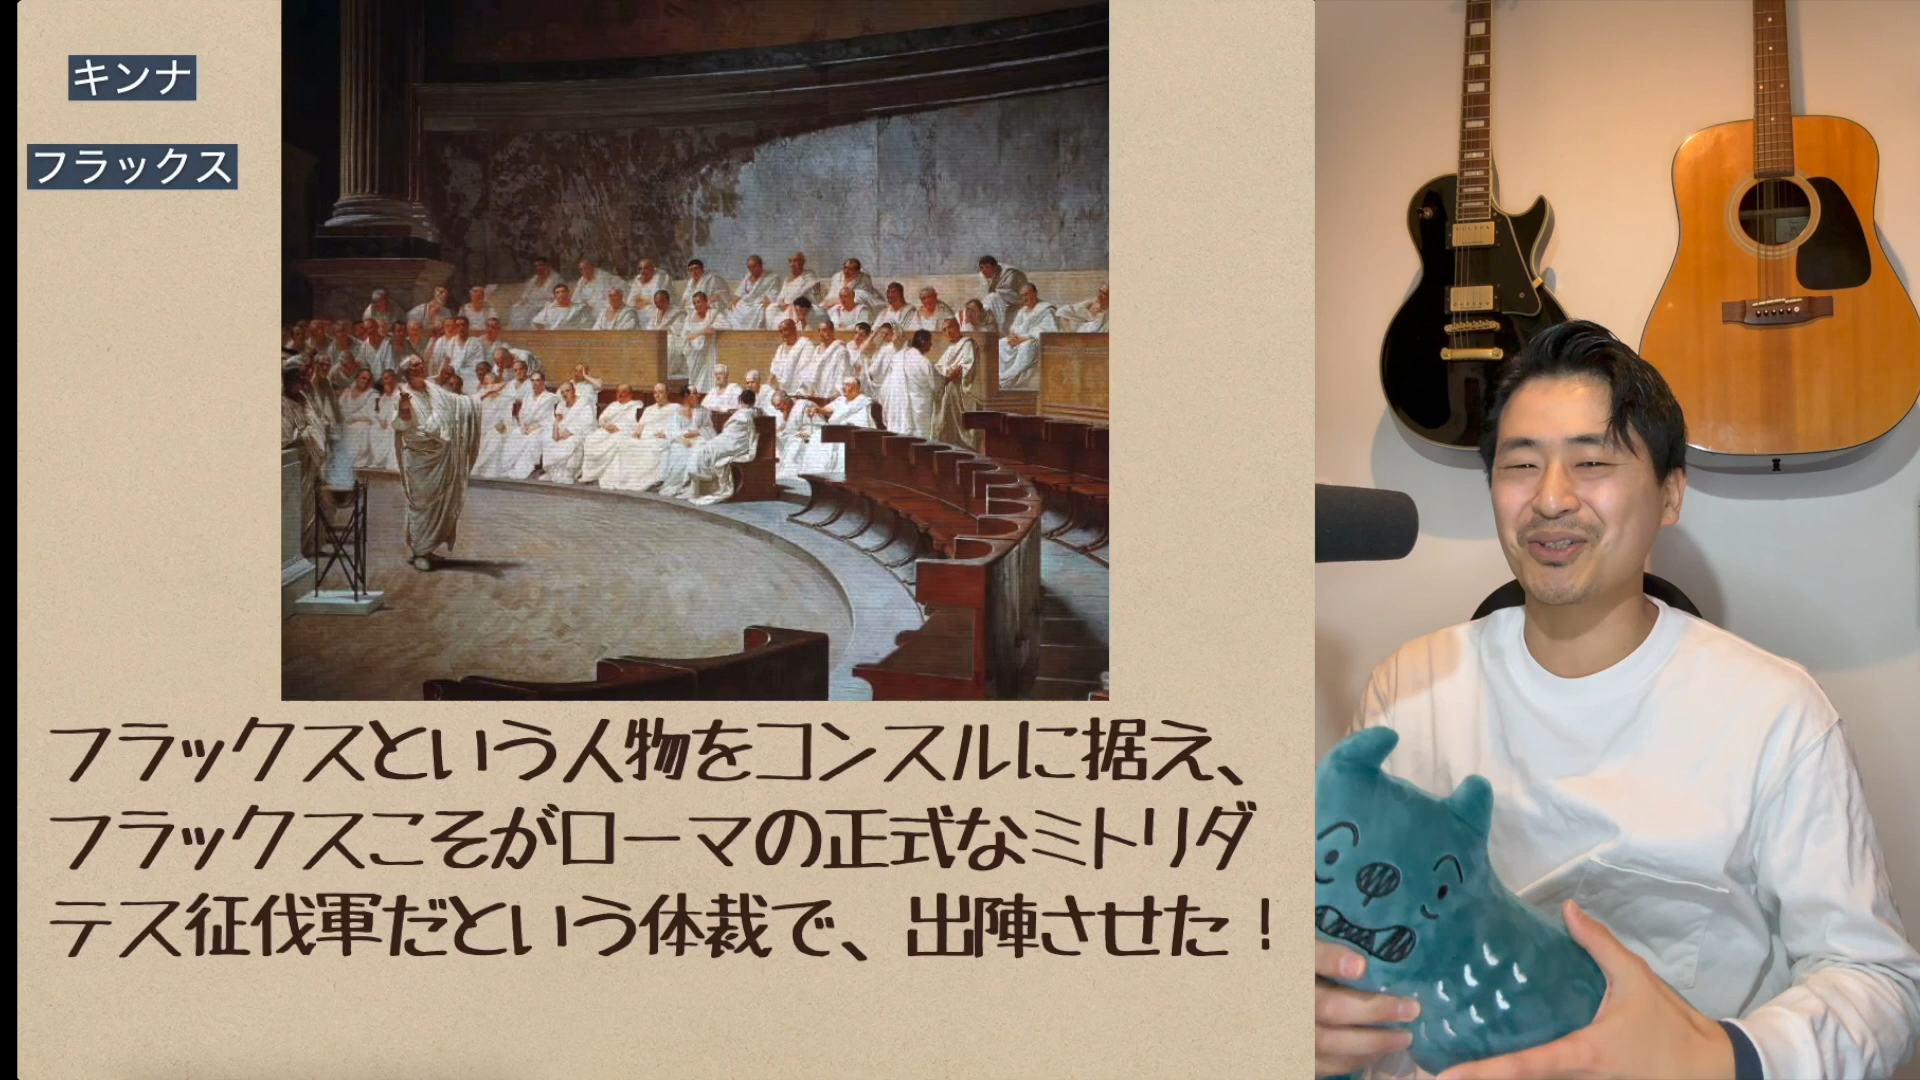 キンナ
フラックス
フラックスという人物をコンスルに据え、
フラックスこそがローマの正式なミトリダ
テス征伐軍だという体裁で、出陣させた！